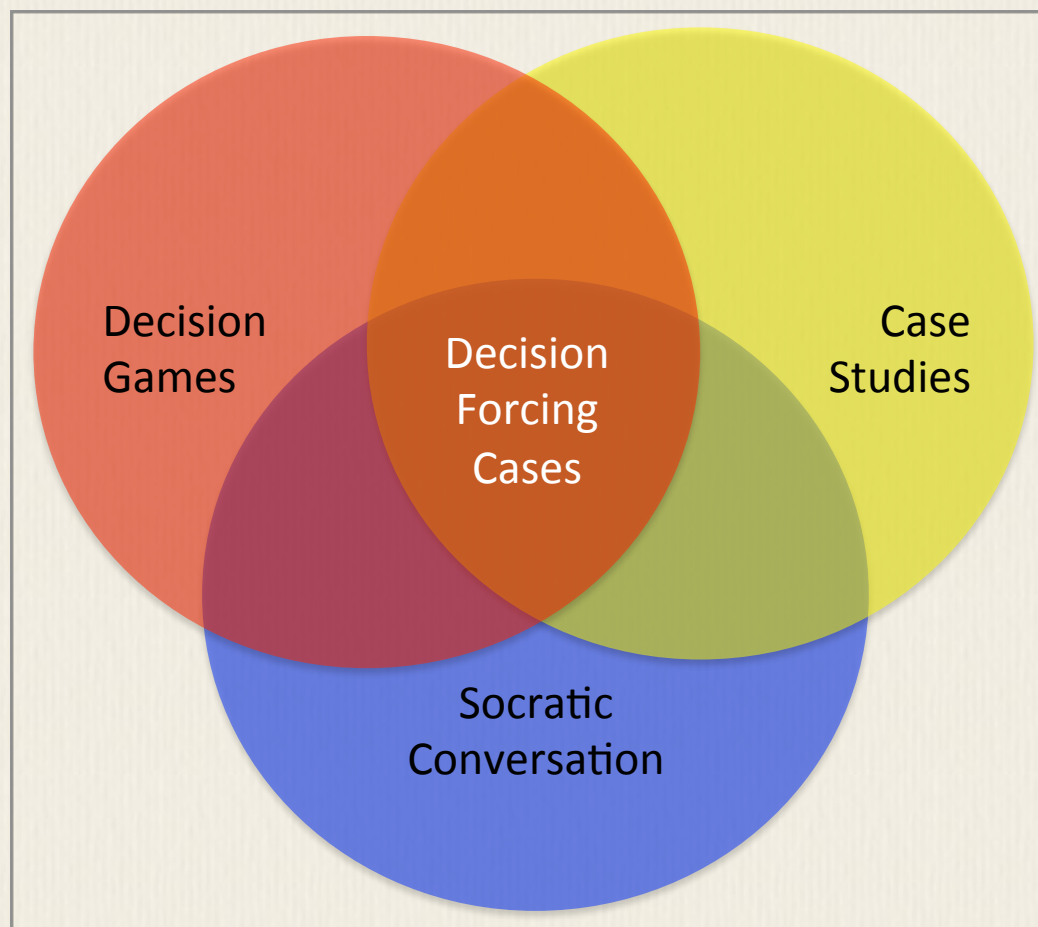 Decision
Games
Decision
Forcing
Cases
Case
Studies
Socratic
Conversation